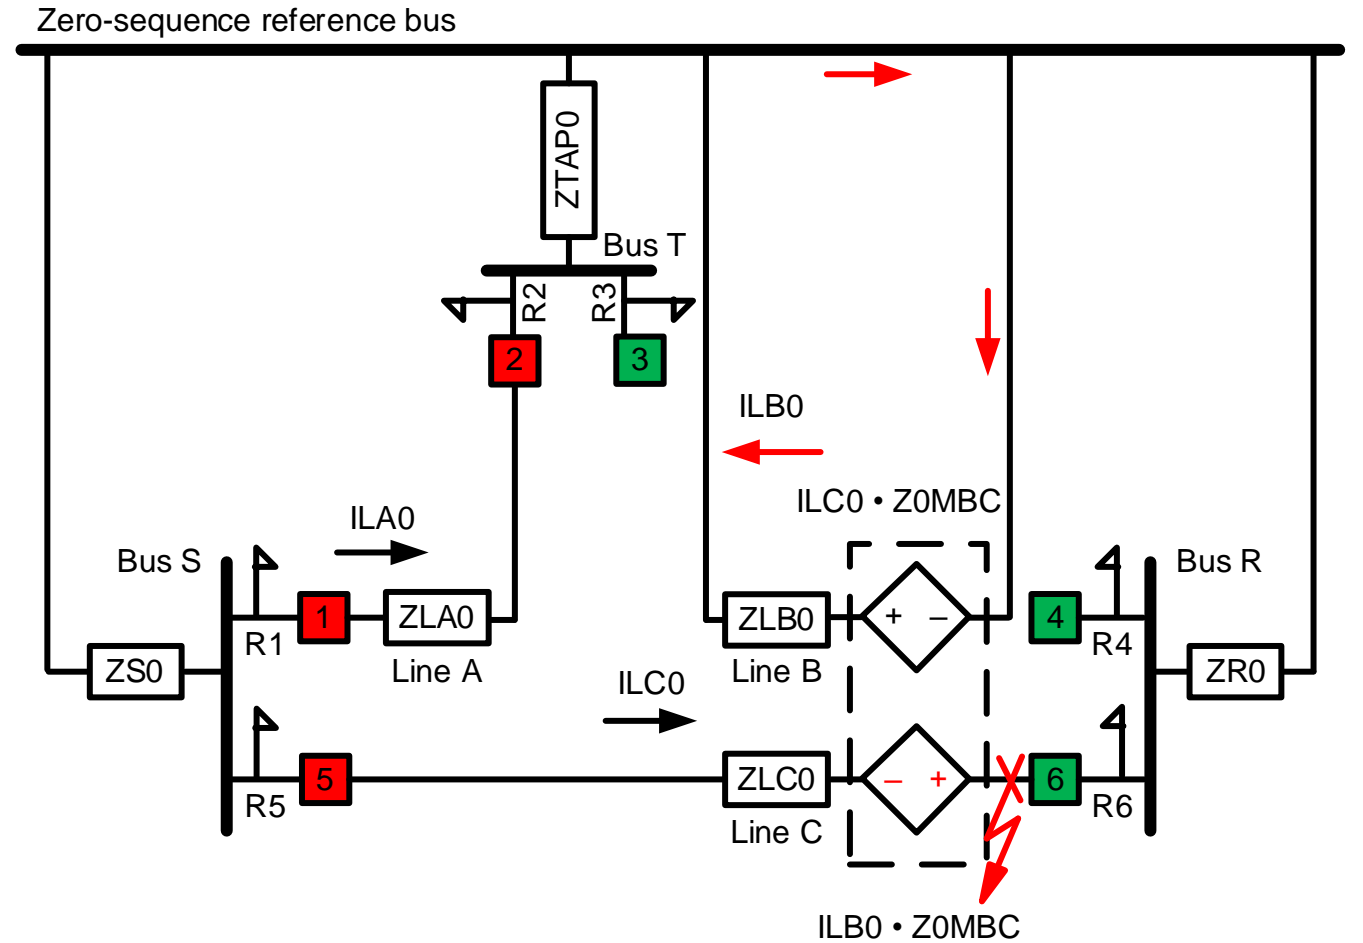 Zero-sequence reference bus
ZTAP0
Bus T
R2
R3
2
3
ILB0
ILC0 • Z0MBC
ILA0
Bus S
Bus R
1
ZLA0
ZLB0
+ –
4
R1
Line A
Line B
R4
ZS0
ZR0
ILC0
5
ZLC0
– +
6
R5
Line C
R6
ILB0 • Z0MBC